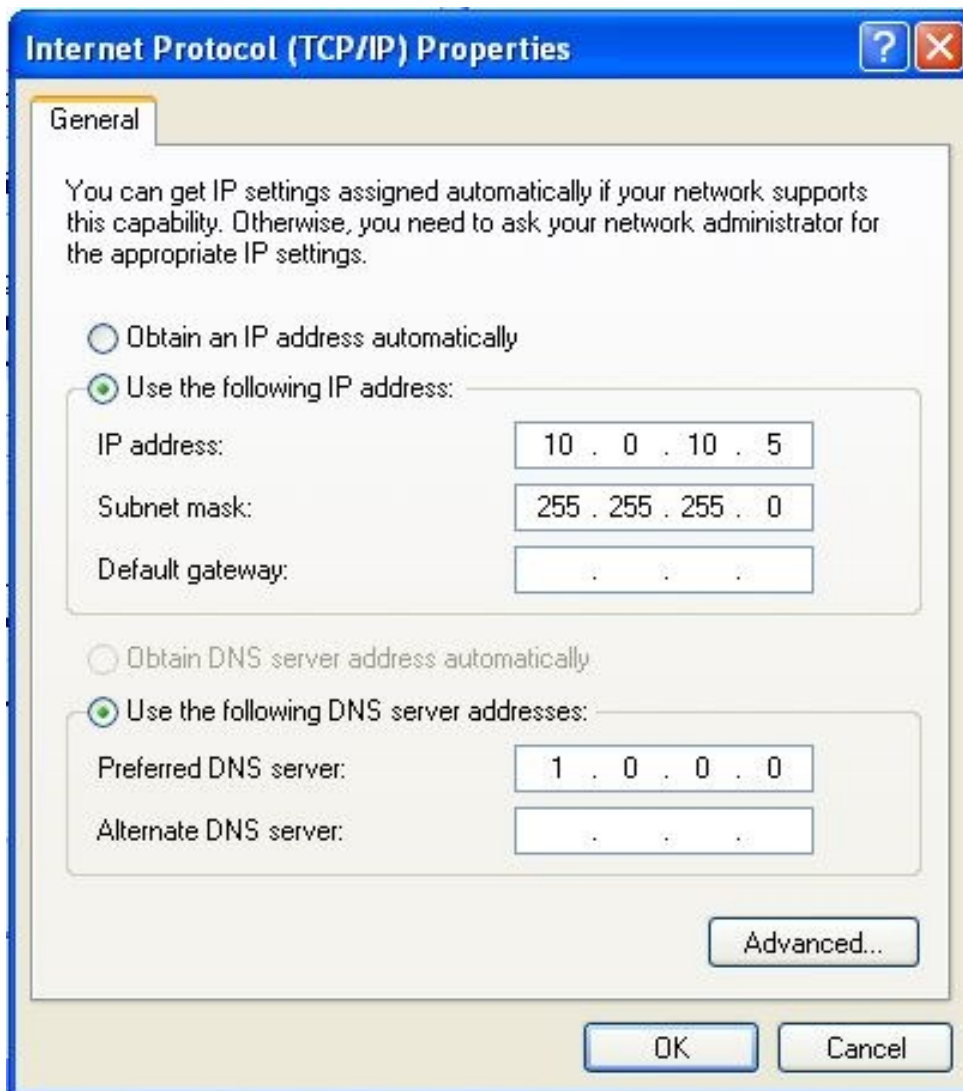 Internet Protocol (TCP/IP) Properties
General
You can get IP settings assigned automatically if your network supports
this capability. Otherwise, you need to ask your network administrator for
the appropriate IP settings.
Obtain an IP address automatically
Use the following IP address:
IP address: 10 . 0 . 10 . 5
Subnet mask: 255 . 255 . 255 . 0
Default gateway: . . .
Obtain DNS server address automatically
Use the following DNS server addresses:
Preferred DNS server: 1 . 0 . 0 . 0
Alternate DNS server: . . .
Advanced...
OK Cancel